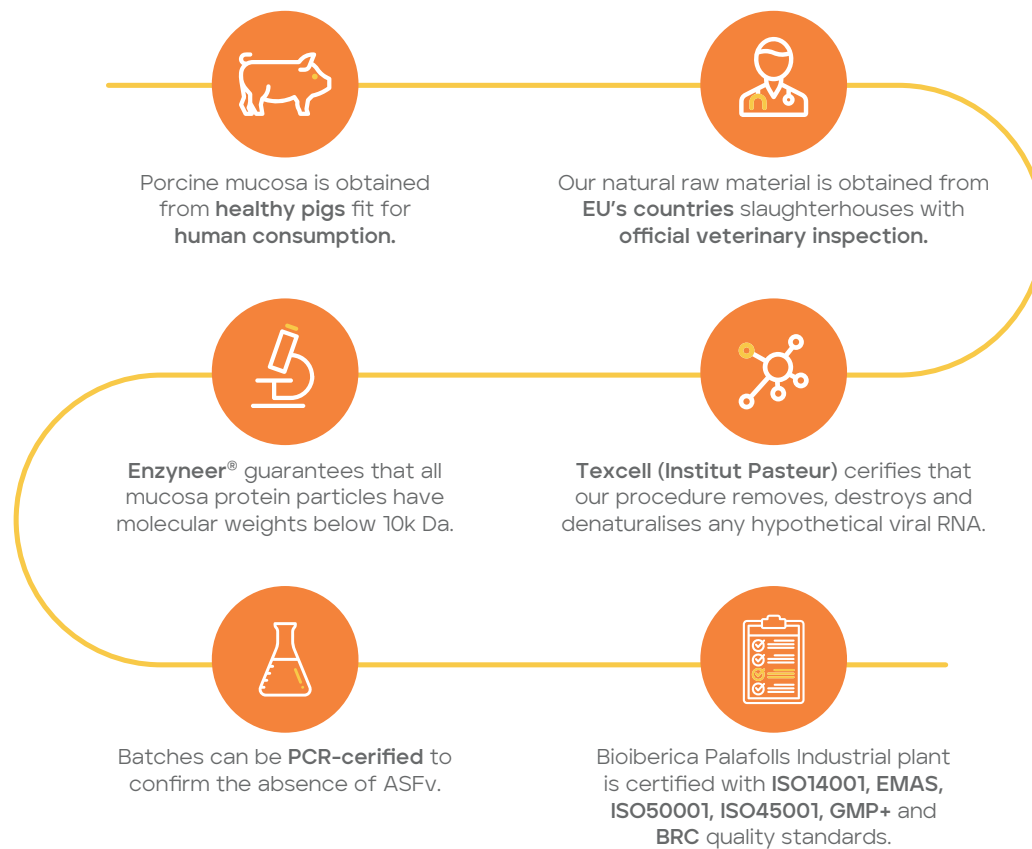 Porcine mucosa is obtained
from healthy pigs fit for
human consumption.
Our natural raw material is obtained from
EU's countries slaughterhouses with
official veterinary inspection.
Enzyneer® guarantees that all
mucosa protein particles have
molecular weights below 10k Da.
Texcell (Institut Pasteur) cerifies that
our procedure removes, destroys and
denaturalises any hypothetical viral RNA.
Batches can be PCR-cerified to
confirm the absence of ASFv.
Bioiberica Palafolls Industrial plant
is certified with ISO14001, EMAS,
ISO50001, ISO45001, GMP+ and
BRC quality standards.